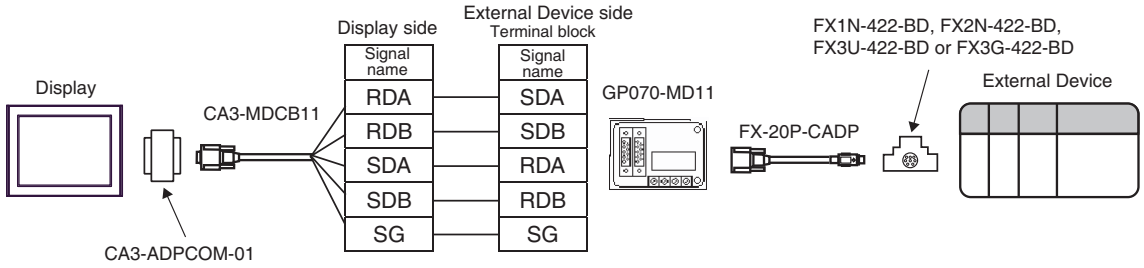 Display
CA3-ADPCOM-01
CA3-MDCB11
Display side
Signal
name
RDA
RDB
SDA
SDB
SG
External Device side
Terminal block
Signal
name
SDA
SDB
RDA
RDB
SG
GP070-MD11
FX-20P-CADP
FX1N-422-BD, FX2N-422-BD,
FX3U-422-BD or FX3G-422-BD
External Device